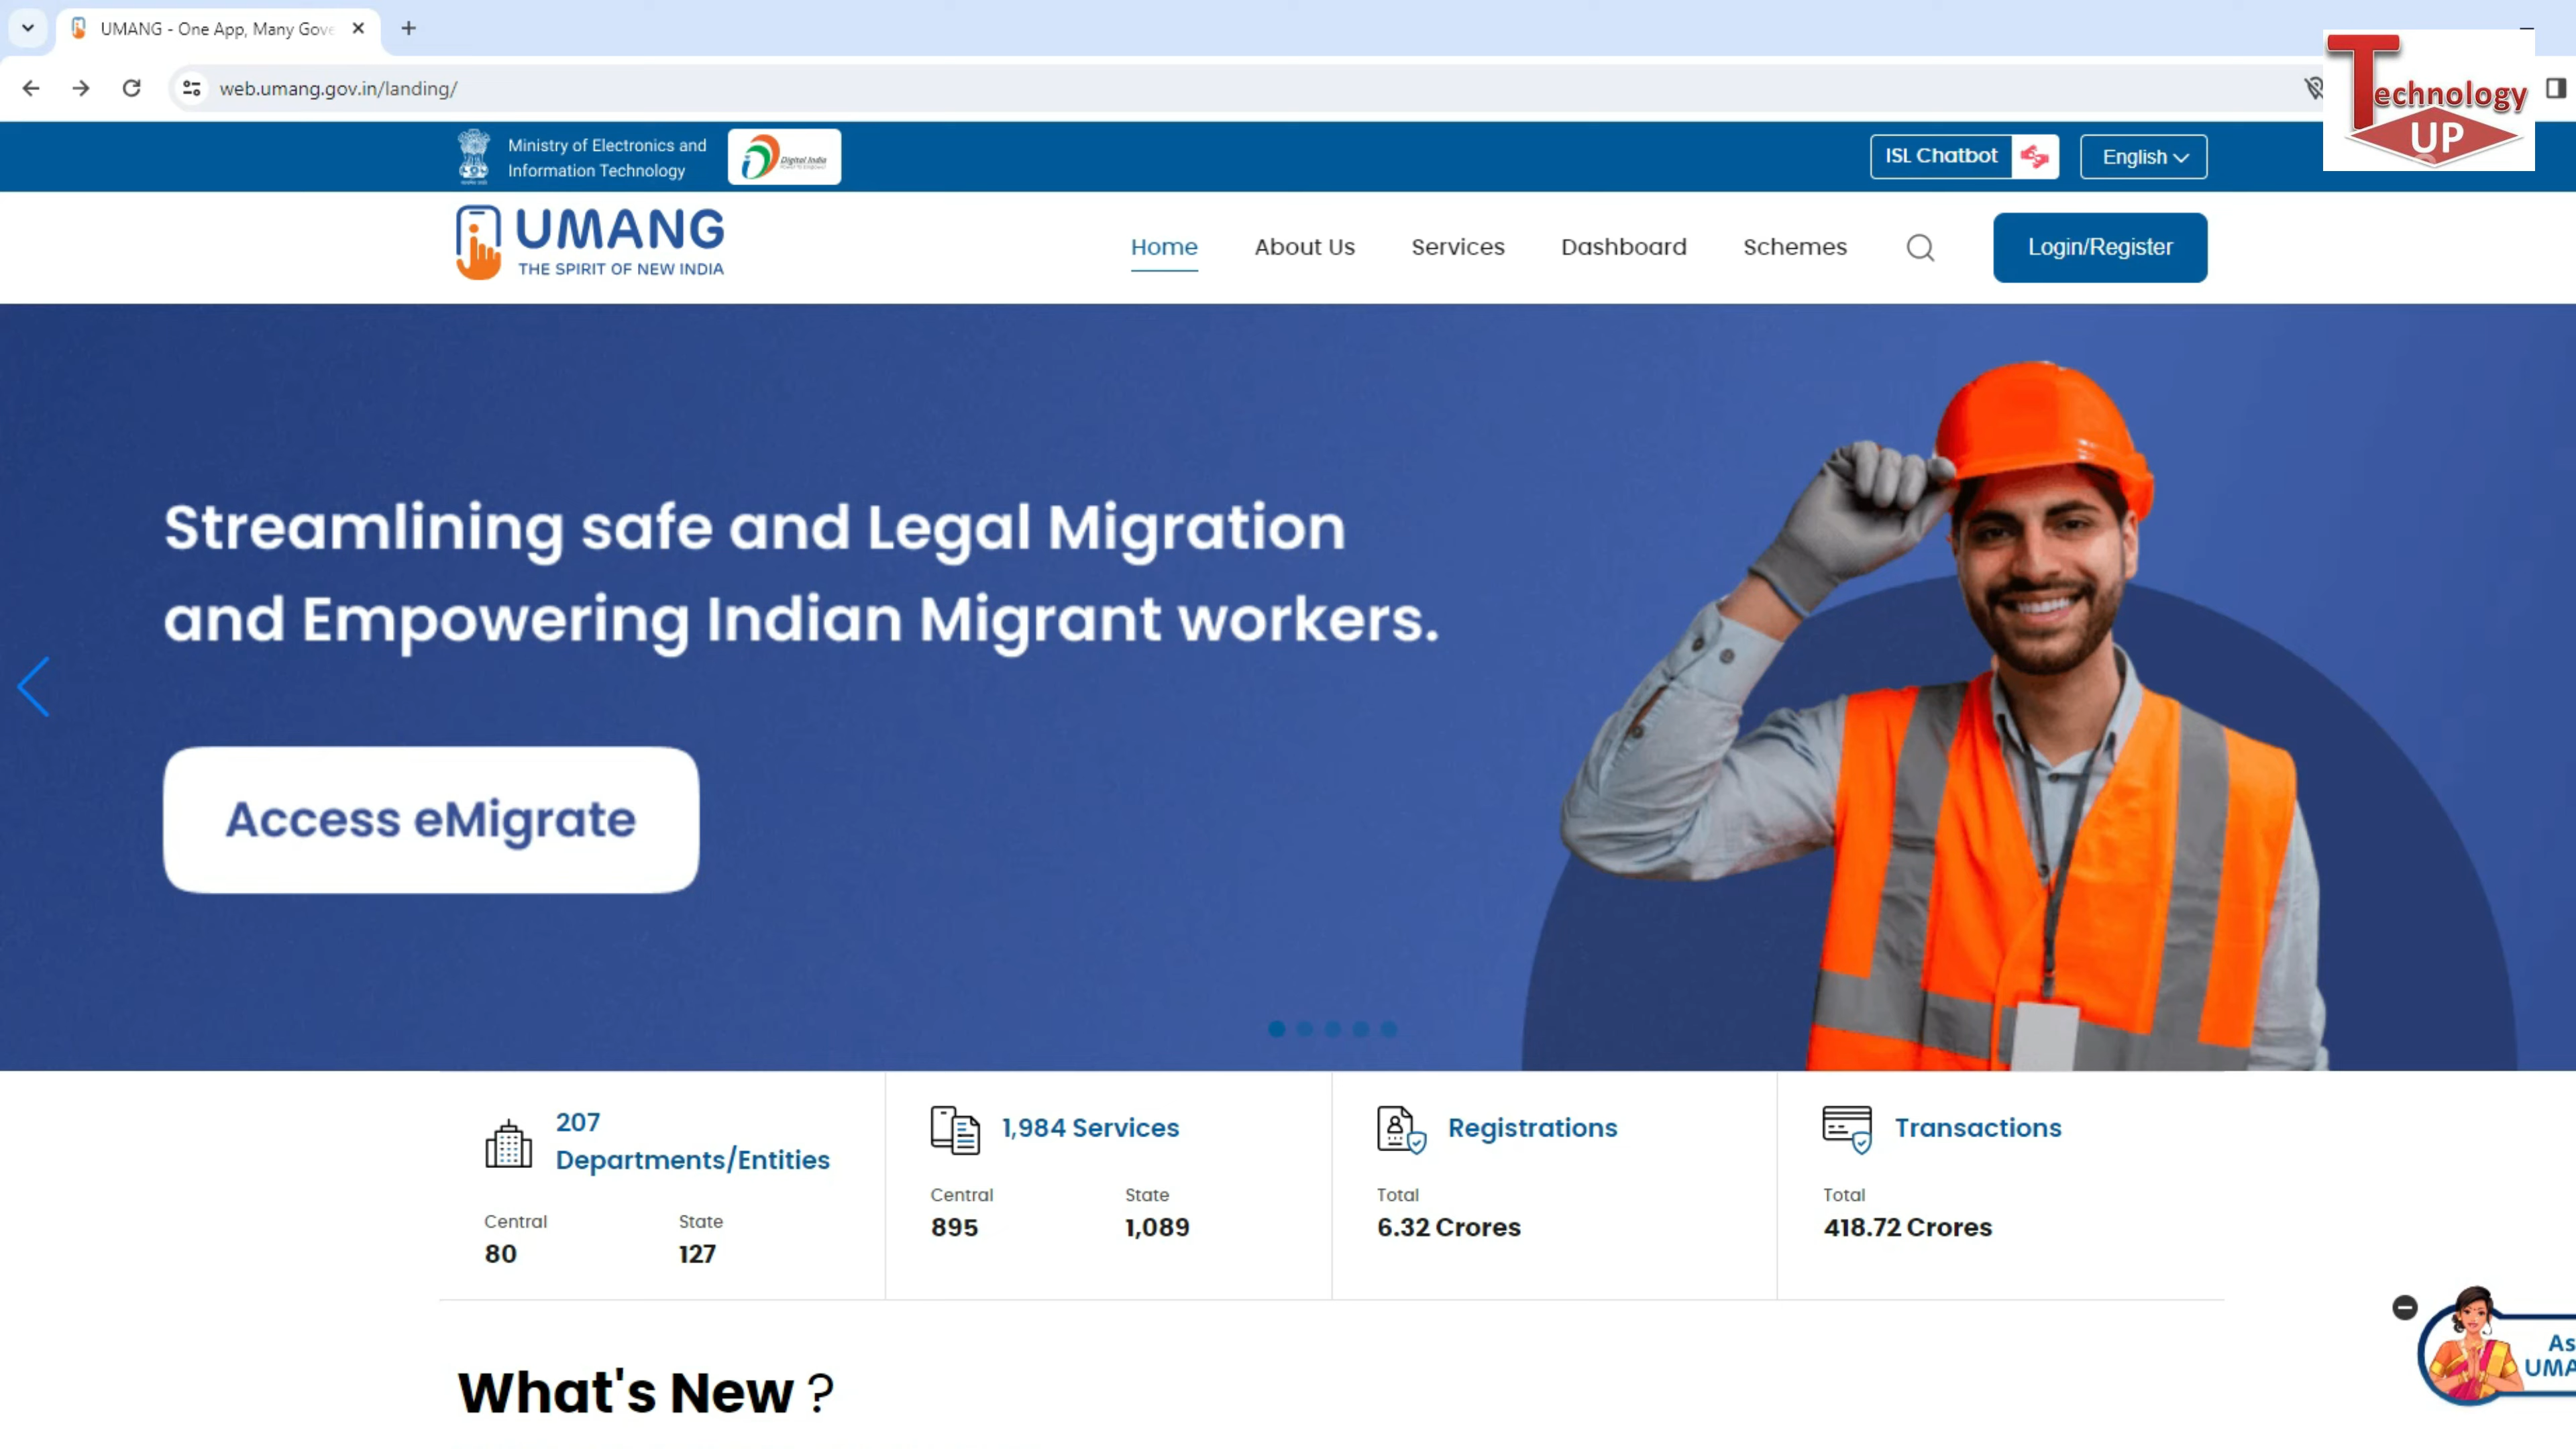 UMANG - One App, Many Gove
web.umang.gov.in/landing/
Technology
UP
Ministry of Electronics and
Information Technology
Digital India
ISL Chatbot
English
UMANG
THE SPIRIT OF NEW INDIA
Home
About Us
Services
Dashboard
Schemes
Login/Register
Streamlining safe and Legal Migration
and Empowering Indian Migrant workers.
Access eMigrate
207
Departments/Entities
Central
State
80
127
1,984 Services
Central
State
895
1,089
Registrations
Total
6.32 Crores
Transactions
Total
418.72 Crores
What's New ?
As
UMA